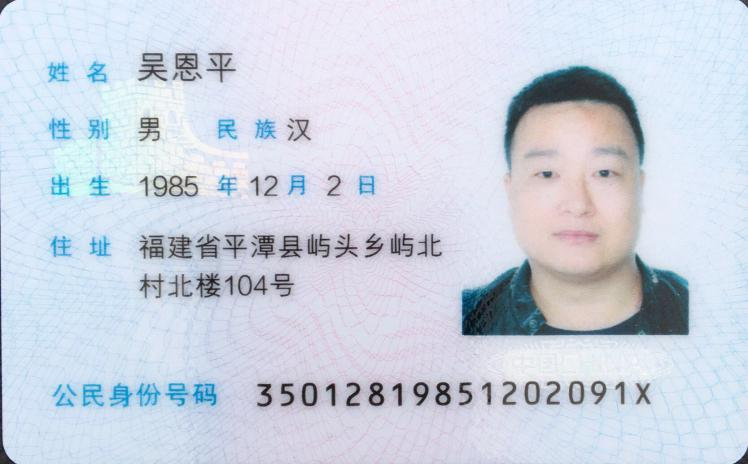 姓名 吴恩平
性别 男 民族 汉
出生 1985 年 12 月 2 日
住址 福建省平潭县屿头乡屿北
村北楼104号
公民身份号码 35012819851202091X